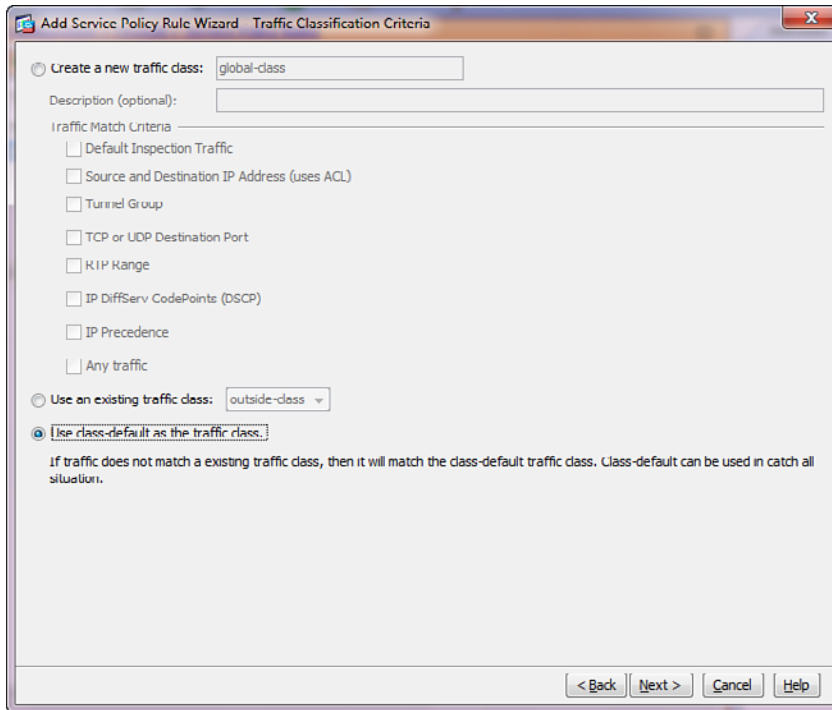 Add Service Policy Rule Wizard Traffic Classification Criteria
Create a new traffic class: global-class
Description (optional):
Traffic Match Criteria
Default Inspection Traffic
Source and Destination IP Address (uses ACL)
Tunnel Group
TCP or UDP Destination Port
RTP Range
IP DiffServ CodePoints (DSCP)
IP Precedence
Any traffic
Use an existing traffic class: outside-class
Use class-default as the traffic class.
If traffic does not match a existing traffic class, then it will match the class-default traffic class. Class-default can be used in catch all
situation.
< Back Next > Cancel Help